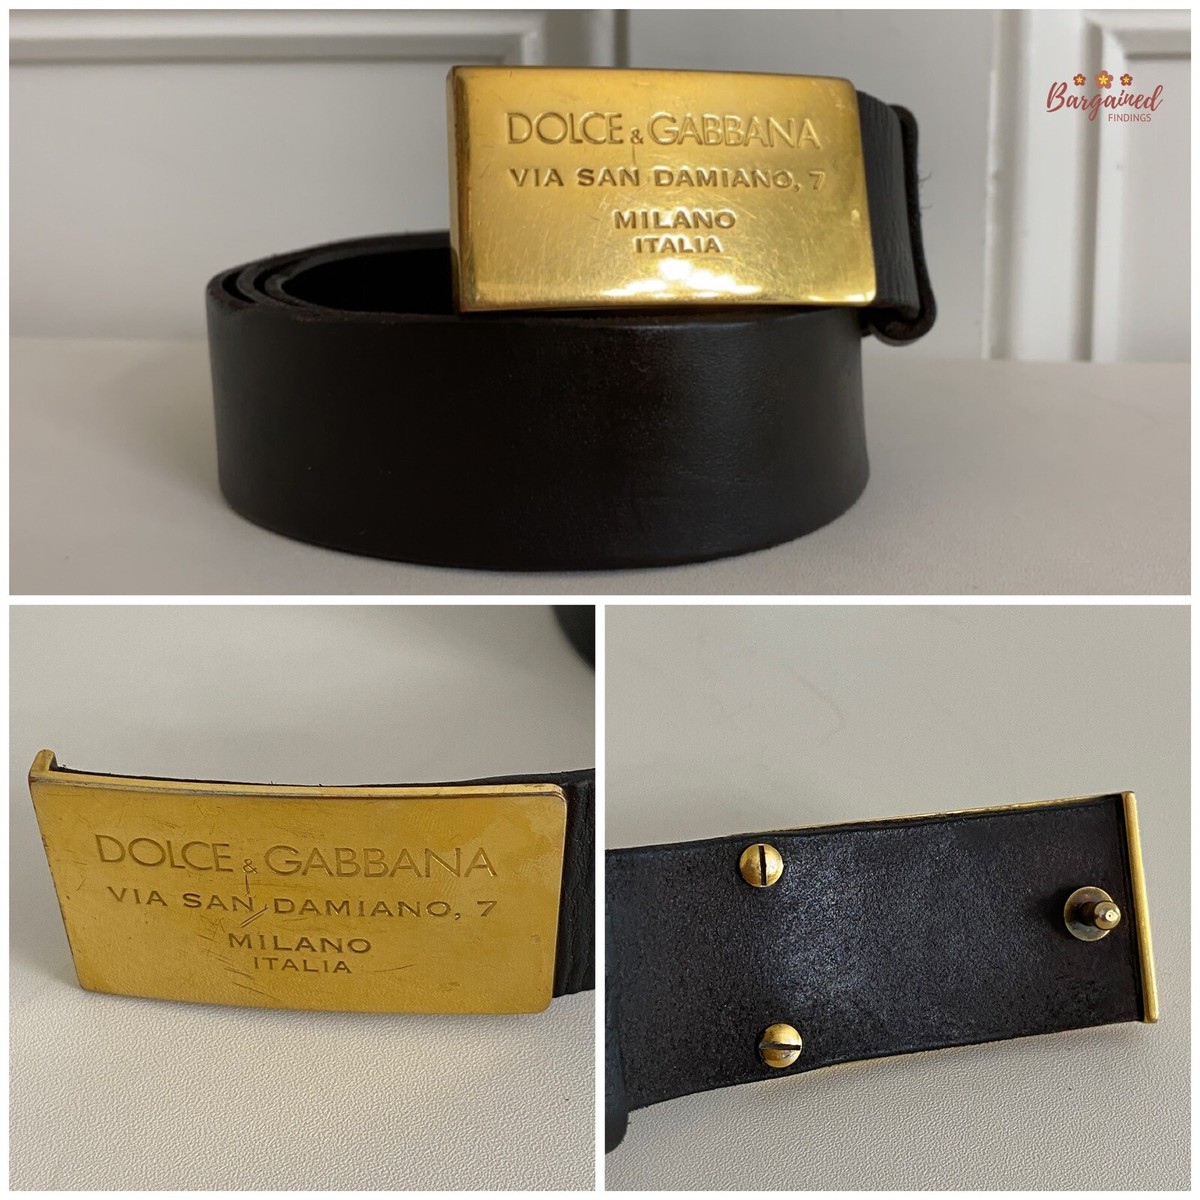 DOLCE & GABBANA
VIA SAN DAMIANO, 7
MILANO
ITALIA
Bargained
FINDINGS
DOLCE & GABBANA
VIA SAN DAMIANO, 7
MILANO
ITALIA